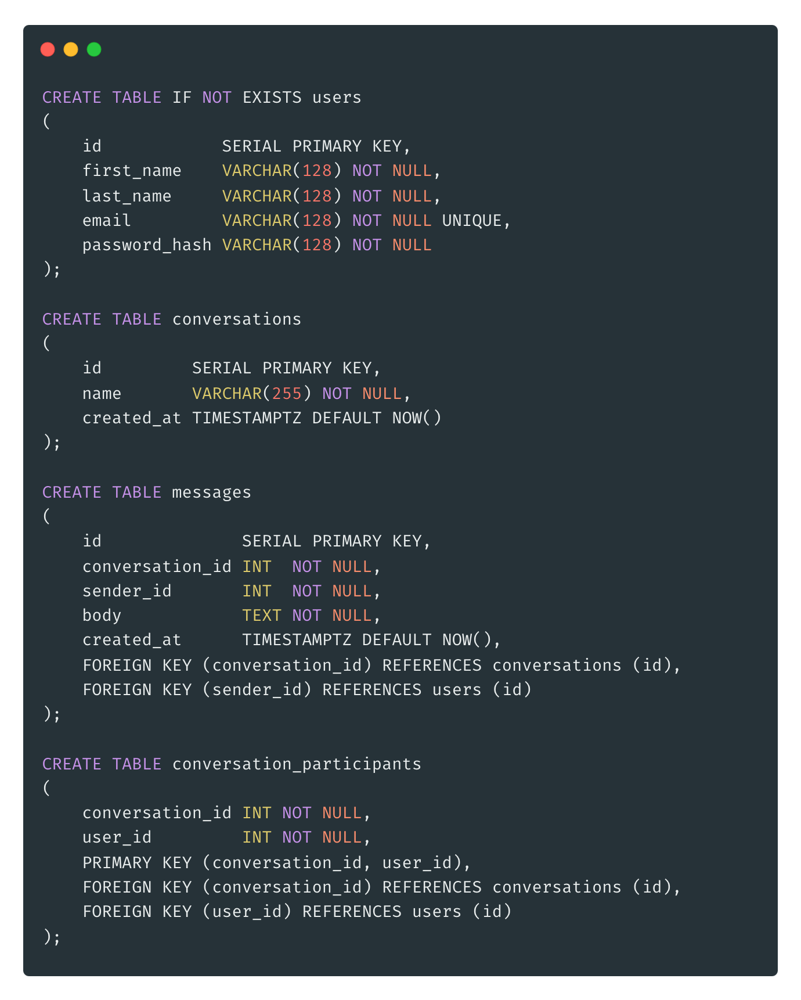 CREATE TABLE IF NOT EXISTS users
(
    id            SERIAL PRIMARY KEY,
    first_name    VARCHAR(128) NOT NULL,
    last_name     VARCHAR(128) NOT NULL,
    email         VARCHAR(128) NOT NULL UNIQUE,
    password_hash VARCHAR(128) NOT NULL
);

CREATE TABLE conversations
(
    id         SERIAL PRIMARY KEY,
    name       VARCHAR(255) NOT NULL,
    created_at TIMESTAMPTZ DEFAULT NOW()
);

CREATE TABLE messages
(
    id              SERIAL PRIMARY KEY,
    conversation_id INT  NOT NULL,
    sender_id       INT  NOT NULL,
    body            TEXT NOT NULL,
    created_at      TIMESTAMPTZ DEFAULT NOW(),
    FOREIGN KEY (conversation_id) REFERENCES conversations (id),
    FOREIGN KEY (sender_id) REFERENCES users (id)
);

CREATE TABLE conversation_participants
(
    conversation_id INT NOT NULL,
    user_id         INT NOT NULL,
    PRIMARY KEY (conversation_id, user_id),
    FOREIGN KEY (conversation_id) REFERENCES conversations (id),
    FOREIGN KEY (user_id) REFERENCES users (id)
);